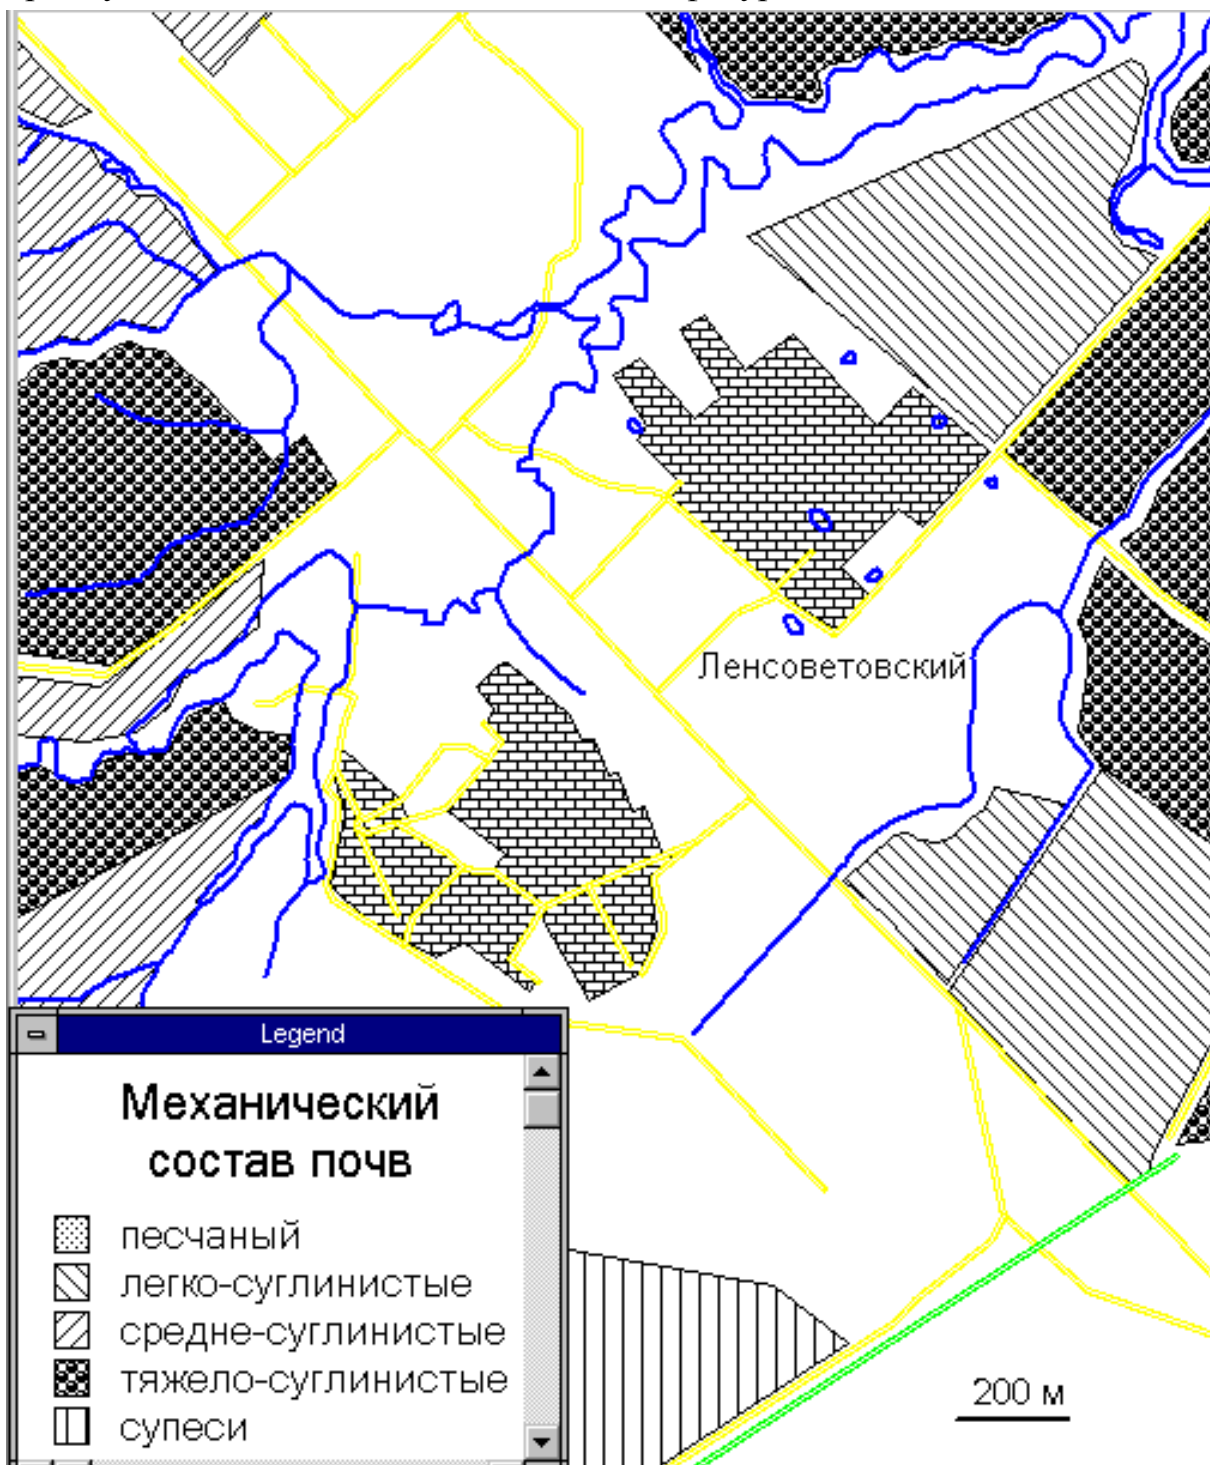 Ленсоветовский
Legend
Механический
состав почв
песчаный
легко-суглинистые
средне-суглинистые
тяжело-суглинистые
супеси
200 м